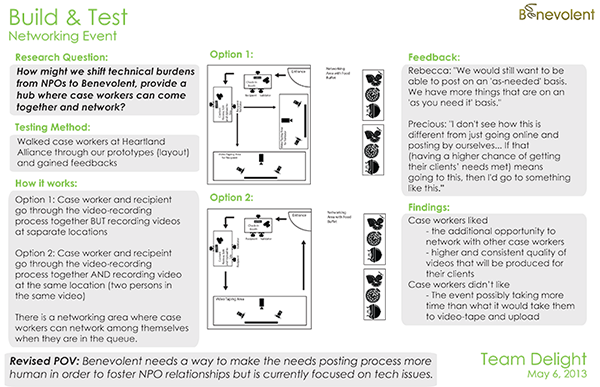 Build & Test
Networking Event
Benevolent
Research Question:
How might we shift technical burdens
from NPOs to Benevolent, provide a
hub where case workers can come
together and network?
Testing Method:
Walked case workers at Heartland
Alliance through our prototypes (layout)
and gained feedbacks
How it works:
Option 1: Case worker and recipient
go through the video-recording
process together BUT recording videos
at saparate locations
Option 2: Case worker and recipeint
go through the video-recording
process together AND recording video
at the same location (two persons in
the same video)
There is a networking area where case
workers can network among themselves
when they are in the queue.
Option 1:
Entrance
Networking
Area with Food
Buffet
Option 2:
Entrance
Networking
Area with Food
Buffet
Video Taping Area
Feedback:
Rebecca: "We would still want to be
able to post on an 'as-needed' basis.
We have more things that are on an
'as you need it' basis."
Precious: "I don't see how this is
different from just going online and
posting by ourselves... If that
(having a higher chance of getting
their clients' needs met) means
going to this, then I'd go to something
like this."
Findings:
Case workers liked
- the additional opportunity to
network with other case workers
- higher and consistent quality of
videos that will be produced for
their clients
Case workers didn't like
- The event possibly taking more
time than what it would take them
to video-tape and upload
Revised POV: Benevolent needs a way to make the needs posting process more
human in order to foster NPO relationships but is currently focused on tech issues.
Team Delight
May 6, 2013